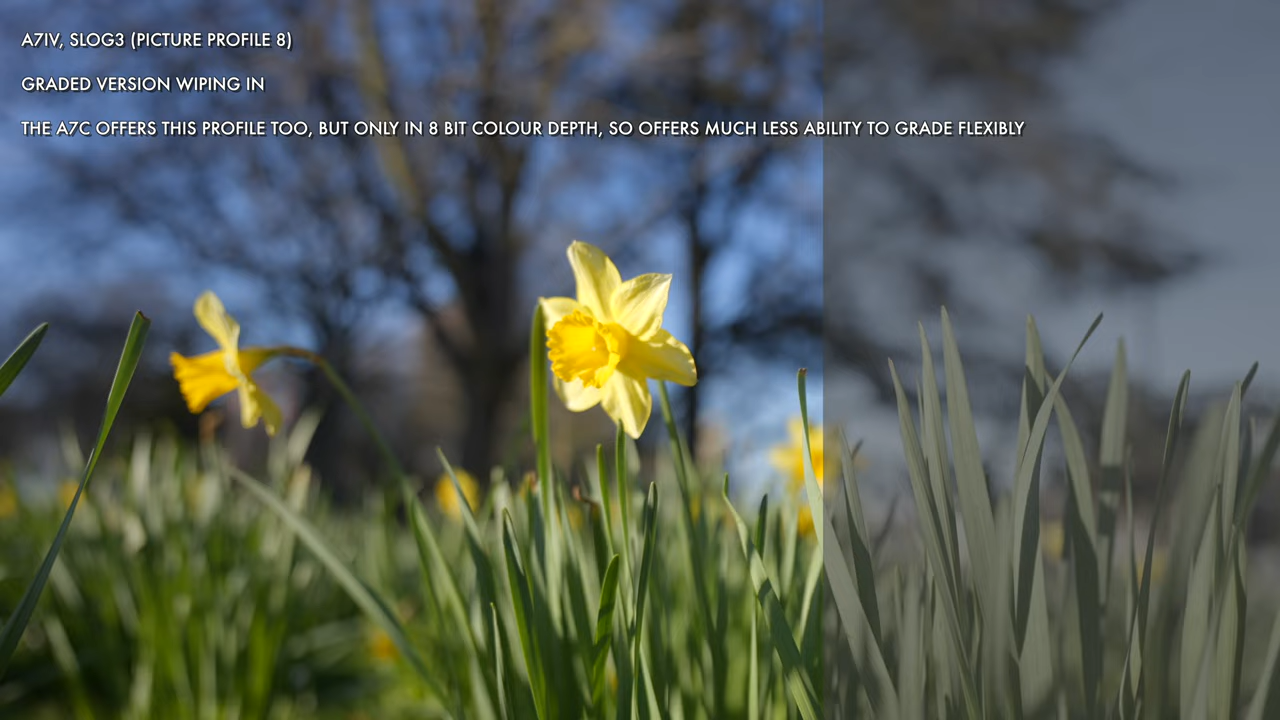 A7IV, SLOG3 (PICTURE PROFILE 8)
GRADED VERSION WIPING IN
THE A7C OFFERS THIS PROFILE TOO, BUT ONLY IN 8 BIT COLOUR DEPTH, SO OFFERS MUCH LESS ABILITY TO GRADE FLEXIBLY